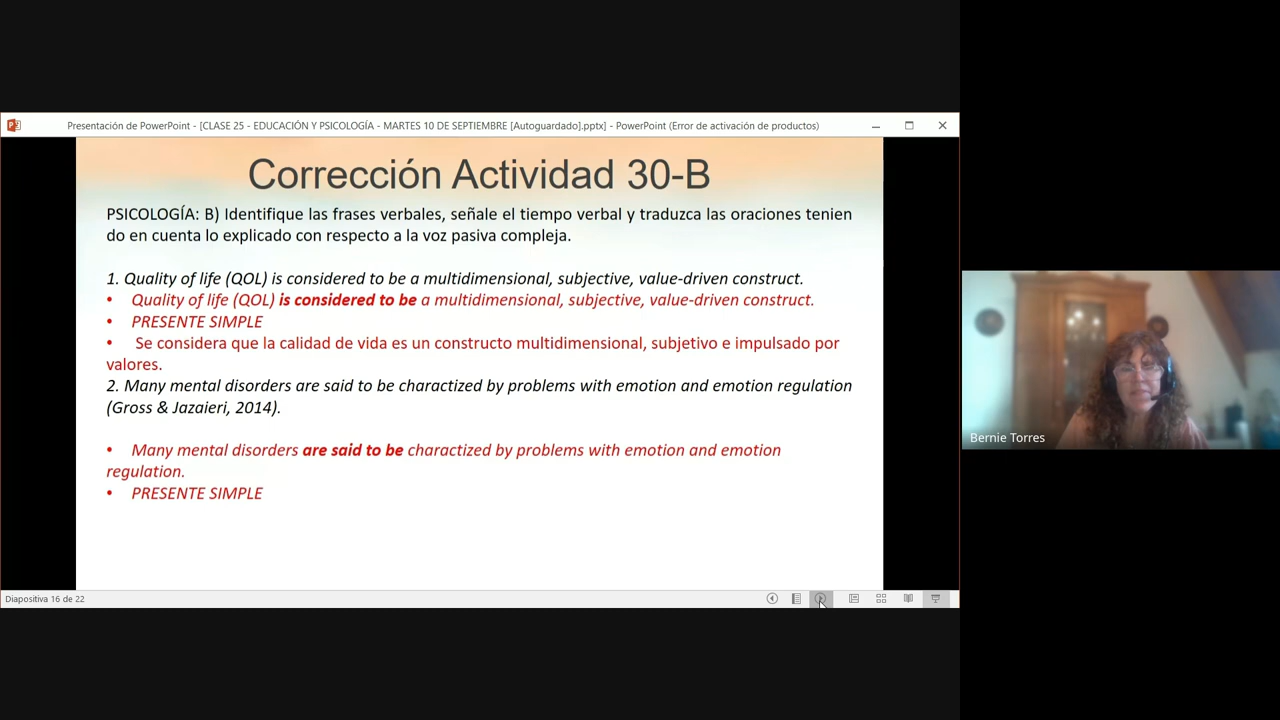 Presentación de PowerPoint - [CLASE 25 - EDUCACIÓN Y PSICOLOGÍA - MARTES 10 DE SEPTIEMBRE [Autoguardado].pptx] - PowerPoint (Error de activación de productos)
Corrección Actividad 30-B
PSICOLOGÍA: B) Identifique las frases verbales, señale el tiempo verbal y traduzca las oraciones tenien
do en cuenta lo explicado con respecto a la voz pasiva compleja.
1. Quality of life (QOL) is considered to be a multidimensional, subjective, value-driven construct.
• Quality of life (QOL) is considered to be a multidimensional, subjective, value-driven construct.
• PRESENTE SIMPLE
• Se considera que la calidad de vida es un constructo multidimensional, subjetivo e impulsado por
valores.
2. Many mental disorders are said to be charactized by problems with emotion and emotion regulation
(Gross & Jazaieri, 2014).
• Many mental disorders are said to be charactized by problems with emotion and emotion
regulation.
• PRESENTE SIMPLE
Diapositiva 16 de 22
Bernie Torres